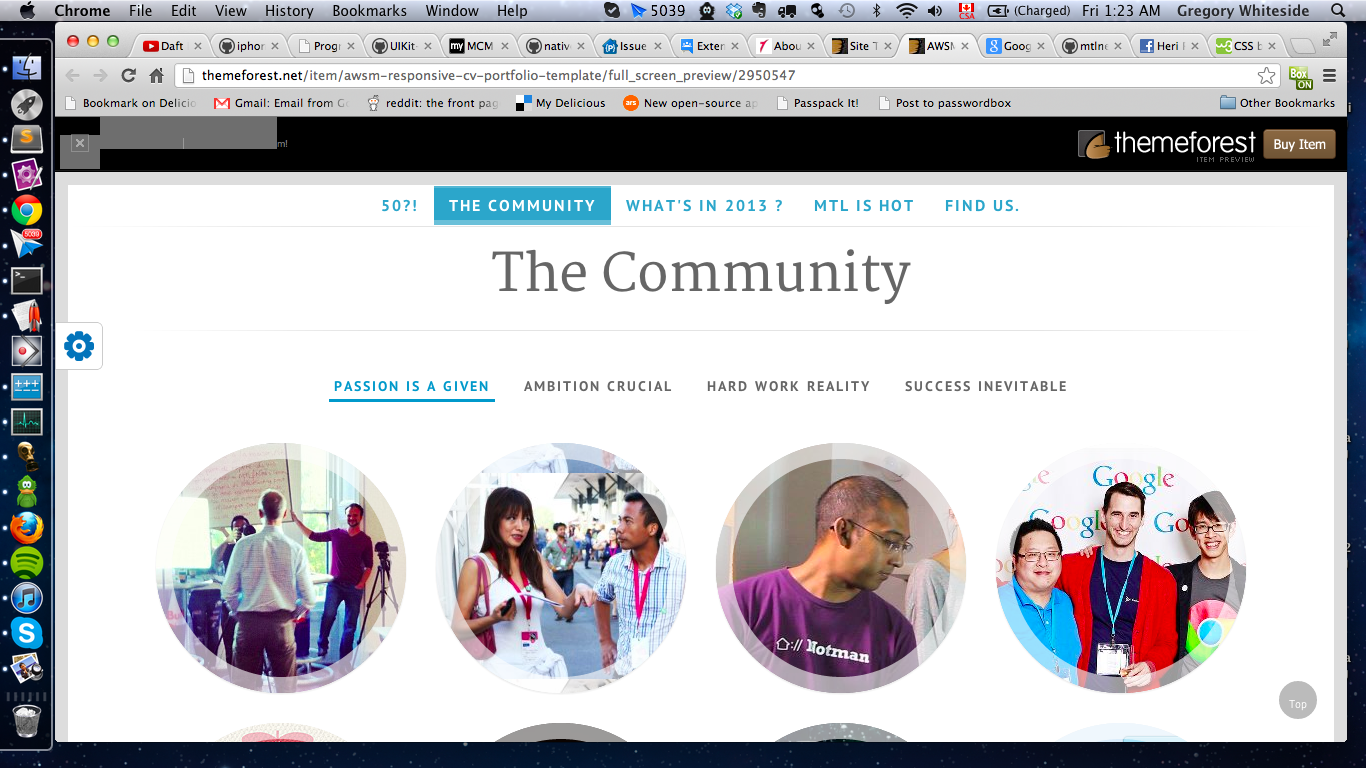 Chrome File Edit View History Bookmarks Window Help 5039 CSA (Charged) Fri 1:23 AM Gregory Whiteside
Daft iphor Progr UIKit- my MCM nativ Issue Exter Abou Site T AWSM Goog mtlne Heri CSS b
themeforest.net/item/awsm-responsive-cv-portfolio-template/full_screen_preview/2950547 Box ON
Bookmark on Delicio Gmail: Email from Go reddit: the front pag My Delicious ars New open-source ap Passpack It! Post to passwordbox Other Bookmarks
m!
themeforest
ITEM PREVIEW
Buy Item
50?! THE COMMUNITY WHAT'S IN 2013 ? MTL IS HOT FIND US.
The Community
PASSION IS A GIVEN AMBITION CRUCIAL HARD WORK REALITY SUCCESS INEVITABLE
Google
Google
:// Notman
Top
5039